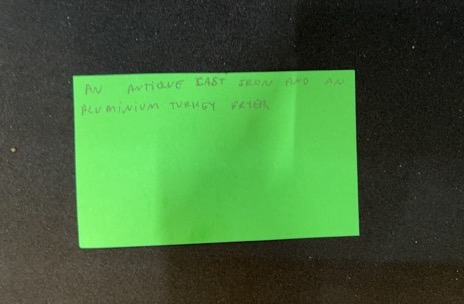 AN ANTIQUE CAST IRON AND AN
ALUMINIUM TURKEY FRYER